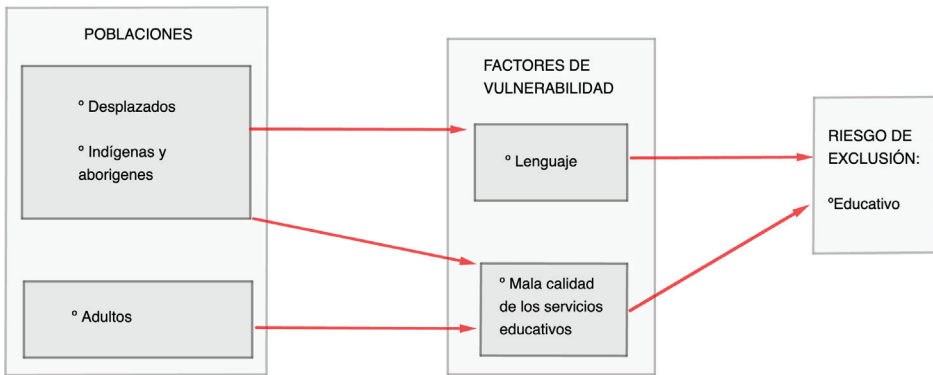 POBLACIONES
º Desplazados
º Indígenas y
aborigenes
º Adultos
FACTORES DE
VULNERABILIDAD
º Lenguaje
º Mala calidad
de los servicios
educativos
RIESGO DE
EXCLUSIÓN:
ºEducativo